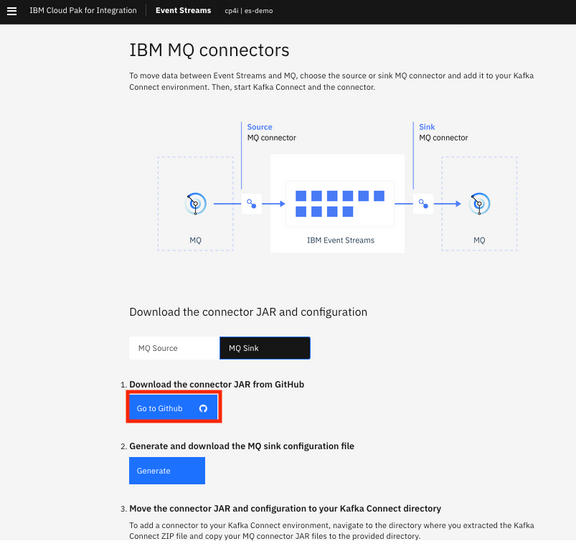 IBM Cloud Pak for Integration Event Streams cp4i | es-demo
IBM MQ connectors
To move data between Event Streams and MQ, choose the source or sink MQ connector and add it to your Kafka
Connect environment. Then, start Kafka Connect and the connector.
Source
MQ connector
Sink
MQ connector
MQ
IBM Event Streams
MQ
Download the connector JAR and configuration
MQ Source
MQ Sink
1. Download the connector JAR from GitHub
Go to Github
2. Generate and download the MQ sink configuration file
Generate
3. Move the connector JAR and configuration to your Kafka Connect directory
To add a connector to your Kafka Connect environment, navigate to the directory where you extracted the Kafka
Connect ZIP file and copy your MQ connector JAR files to the provided directory.